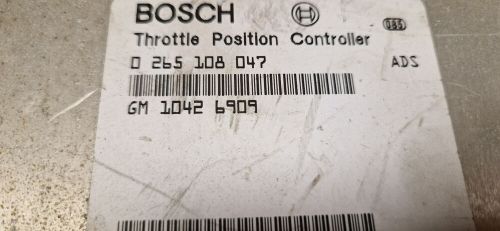 BOSCH
Throttle Position Controller
0 265 108 047 ADS
GM 1042 6909